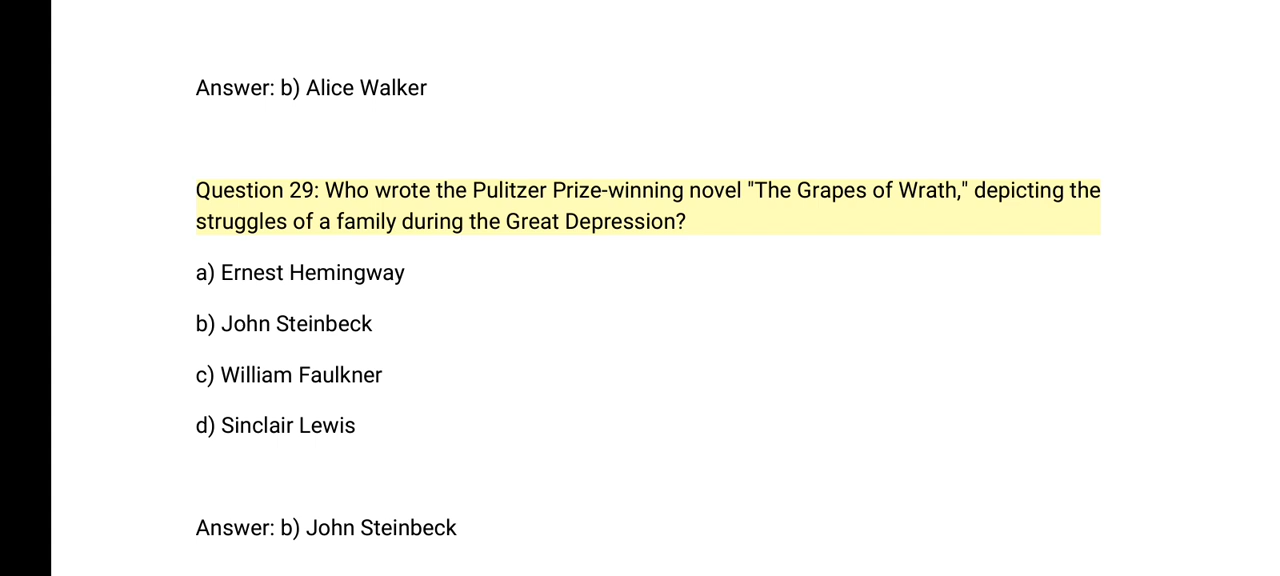 Answer: b) Alice Walker
Question 29: Who wrote the Pulitzer Prize-winning novel "The Grapes of Wrath," depicting the
struggles of a family during the Great Depression?
a) Ernest Hemingway
b) John Steinbeck
c) William Faulkner
d) Sinclair Lewis
Answer: b) John Steinbeck